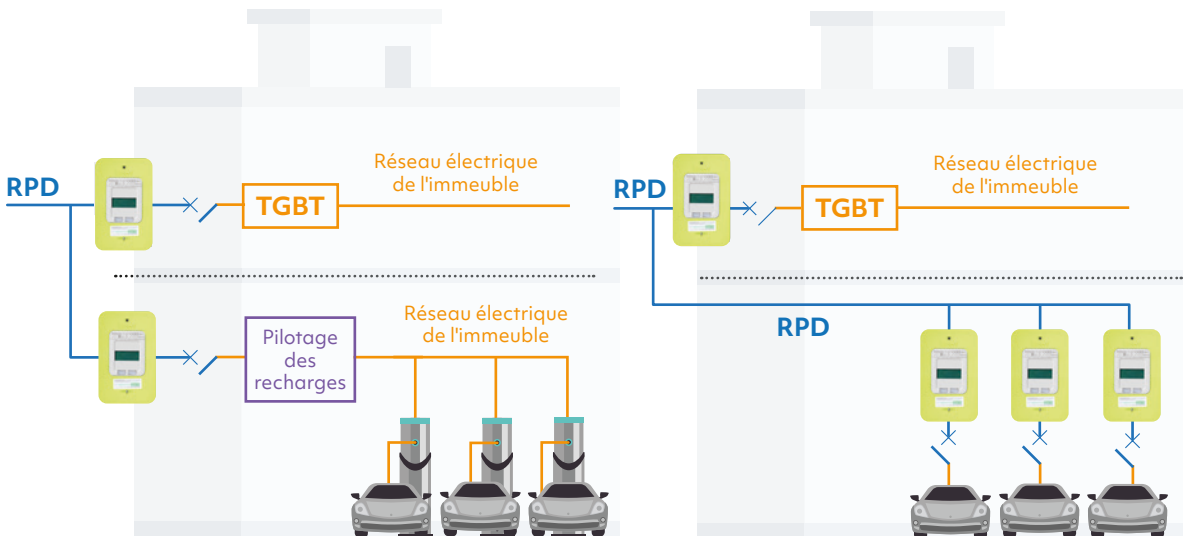 RPD
Réseau électrique
de l'immeuble
TGBT
Réseau électrique
de l'immeuble
Pilotage
des
recharges
RPD
Réseau électrique
de l'immeuble
TGBT
RPD